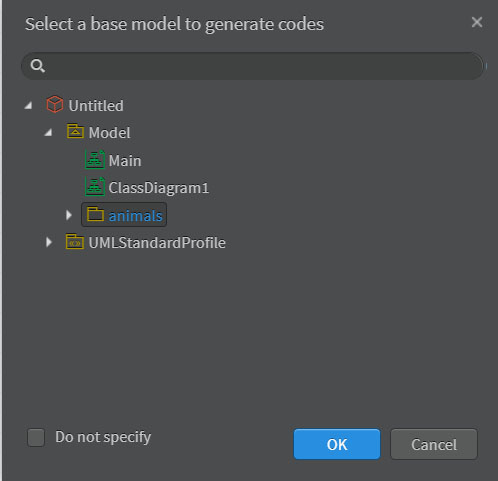 Select a base model to generate codes
Untitled
Model
Main
ClassDiagram1
animals
UMLStandardProfile
Do not specify
OK
Cancel